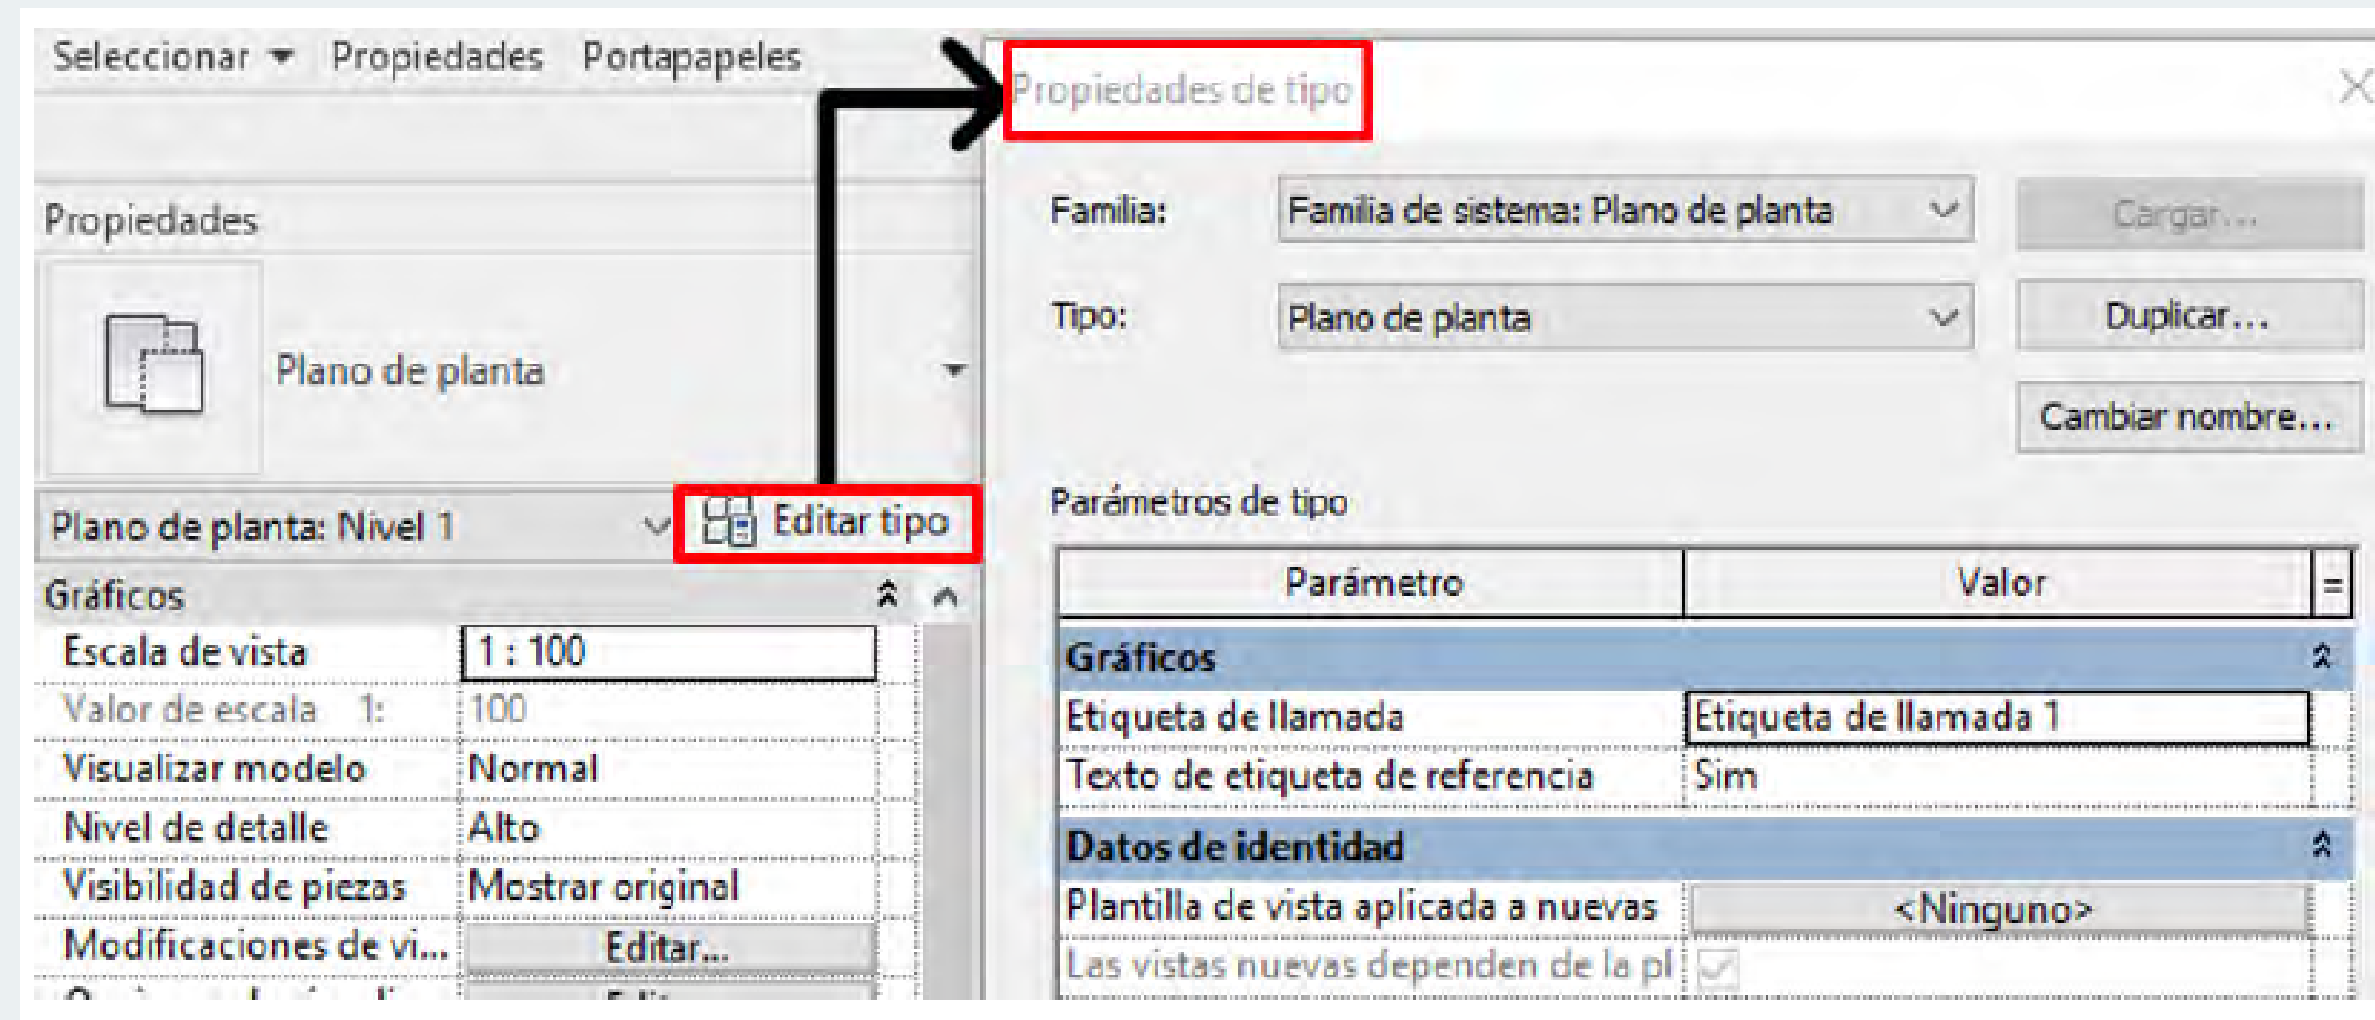 Seleccionar Propiedades Portapapeles
Propiedades
Plano de planta
Plano de planta: Nivel 1
Editar tipo
Gráficos
Escala de vista 1 : 100
Valor de escala 1: 100
Visualizar modelo Normal
Nivel de detalle Alto
Visibilidad de piezas Mostrar original
Modificaciones de vi... Editar...
Propiedades de tipo
Familia: Familia de sistema: Plano de planta Cargar...
Tipo: Plano de planta Duplicar...
Cambiar nombre...
Parámetros de tipo
Parámetro Valor =
Gráficos
Etiqueta de llamada Etiqueta de llamada 1
Texto de etiqueta de referencia Sim
Datos de identidad
Plantilla de vista aplicada a nuevas <Ninguno>
Las vistas nuevas dependen de la pl